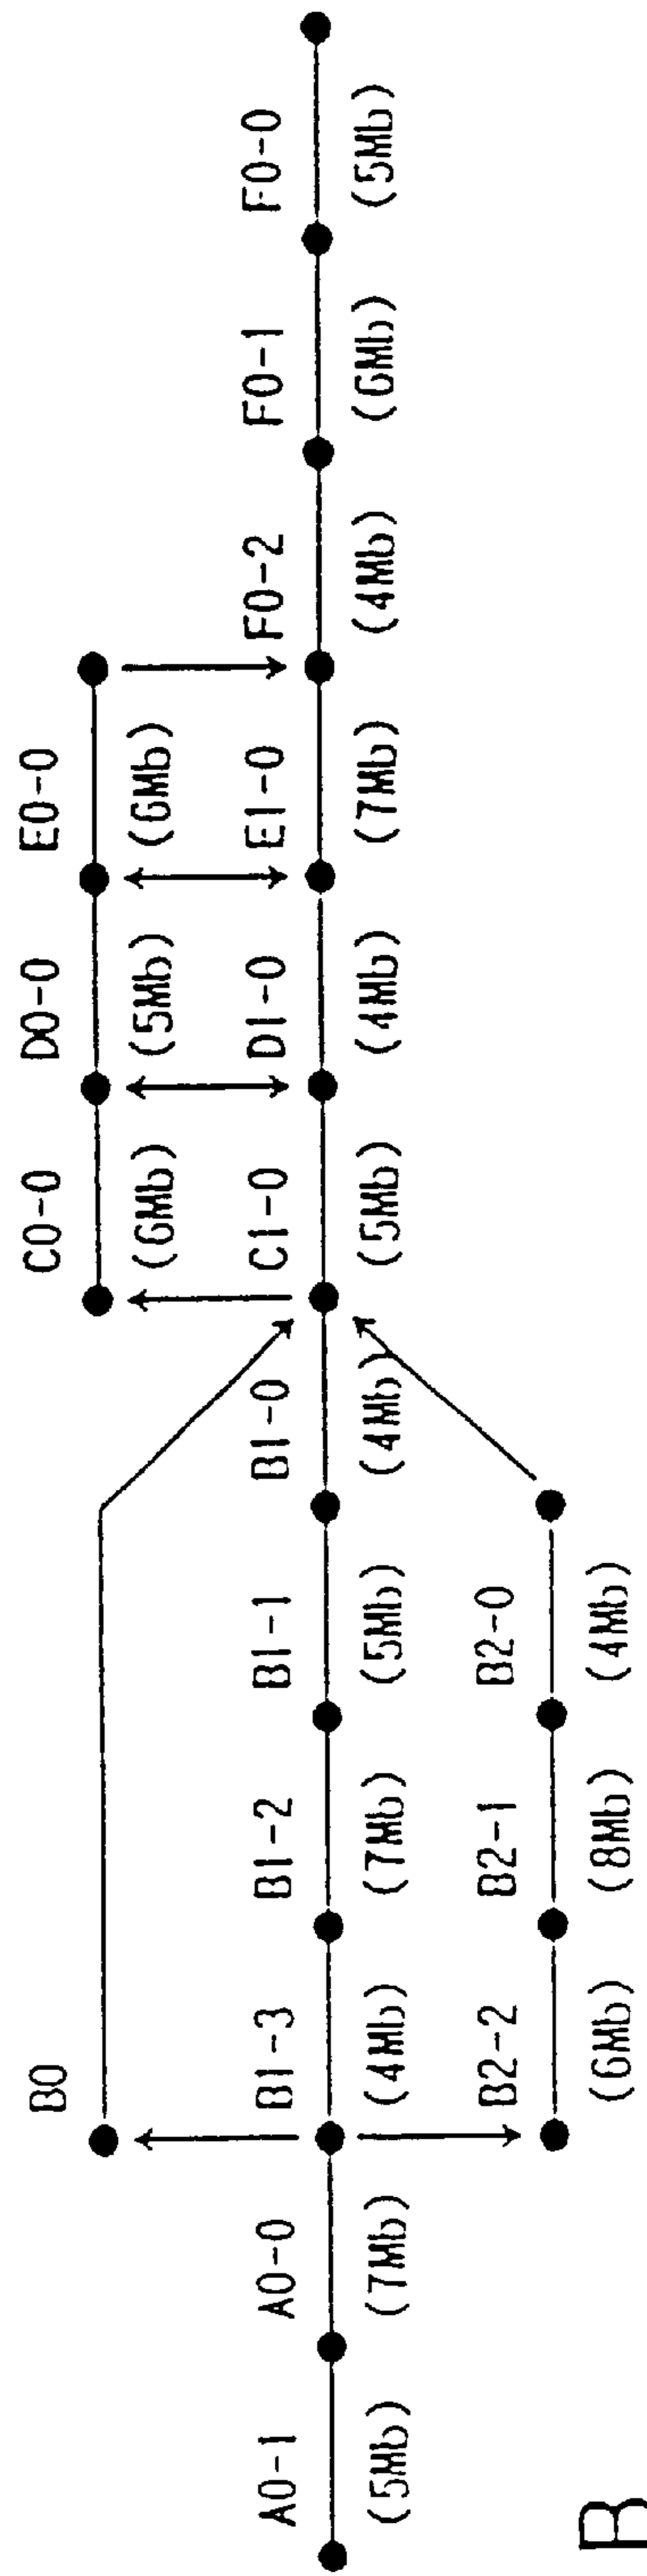 C0-0 D0-0 E0-0
(6Mb) (5Mb) (6Mb)
B0
A0-1 A0-0 B1-3 B1-2 B1-1 B1-0 C1-0 D1-0 E1-0 F0-2 F0-1 F0-0
(5Mb) (7Mb) (4Mb) (7Mb) (5Mb) (4Mb) (5Mb) (4Mb) (7Mb) (4Mb) (6Mb) (5Mb)
B2-2 B2-1 B2-0
(6Mb) (8Mb) (4Mb)
B